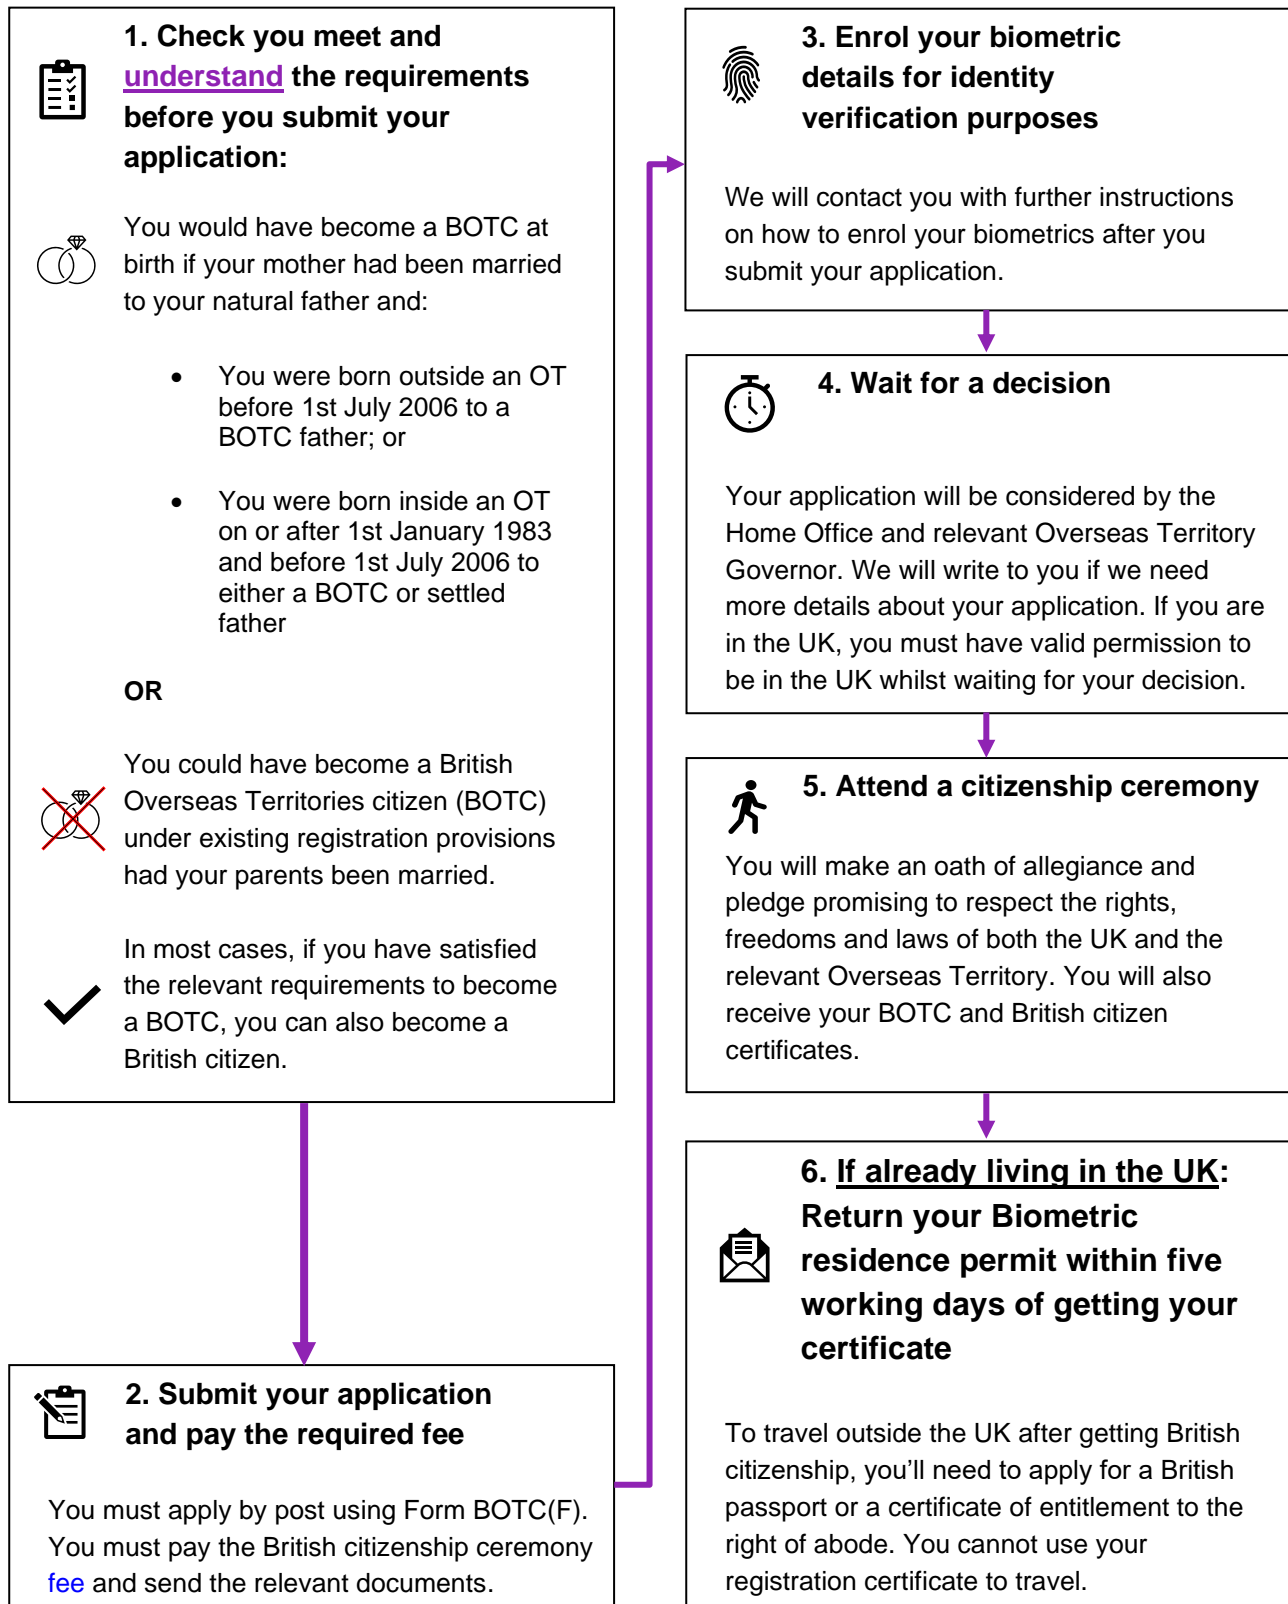 1. Check you meet and
understand the requirements
before you submit your
application:
You would have become a BOTC at
birth if your mother had been married
to your natural father and:
• You were born outside an OT
before 1st July 2006 to a
BOTC father; or
• You were born inside an OT
on or after 1st January 1983
and before 1st July 2006 to
either a BOTC or settled
father
OR
You could have become a British
Overseas Territories citizen (BOTC)
under existing registration provisions
had your parents been married.
In most cases, if you have satisfied
the relevant requirements to become
a BOTC, you can also become a
British citizen.
2. Submit your application
and pay the required fee
You must apply by post using Form BOTC(F).
You must pay the British citizenship ceremony
fee and send the relevant documents.
3. Enrol your biometric
details for identity
verification purposes
We will contact you with further instructions
on how to enrol your biometrics after you
submit your application.
4. Wait for a decision
Your application will be considered by the
Home Office and relevant Overseas Territory
Governor. We will write to you if we need
more details about your application. If you are
in the UK, you must have valid permission to
be in the UK whilst waiting for your decision.
5. Attend a citizenship ceremony
You will make an oath of allegiance and
pledge promising to respect the rights,
freedoms and laws of both the UK and the
relevant Overseas Territory. You will also
receive your BOTC and British citizen
certificates.
6. If already living in the UK:
Return your Biometric
residence permit within five
working days of getting your
certificate
To travel outside the UK after getting British
citizenship, you’ll need to apply for a British
passport or a certificate of entitlement to the
right of abode. You cannot use your
registration certificate to travel.